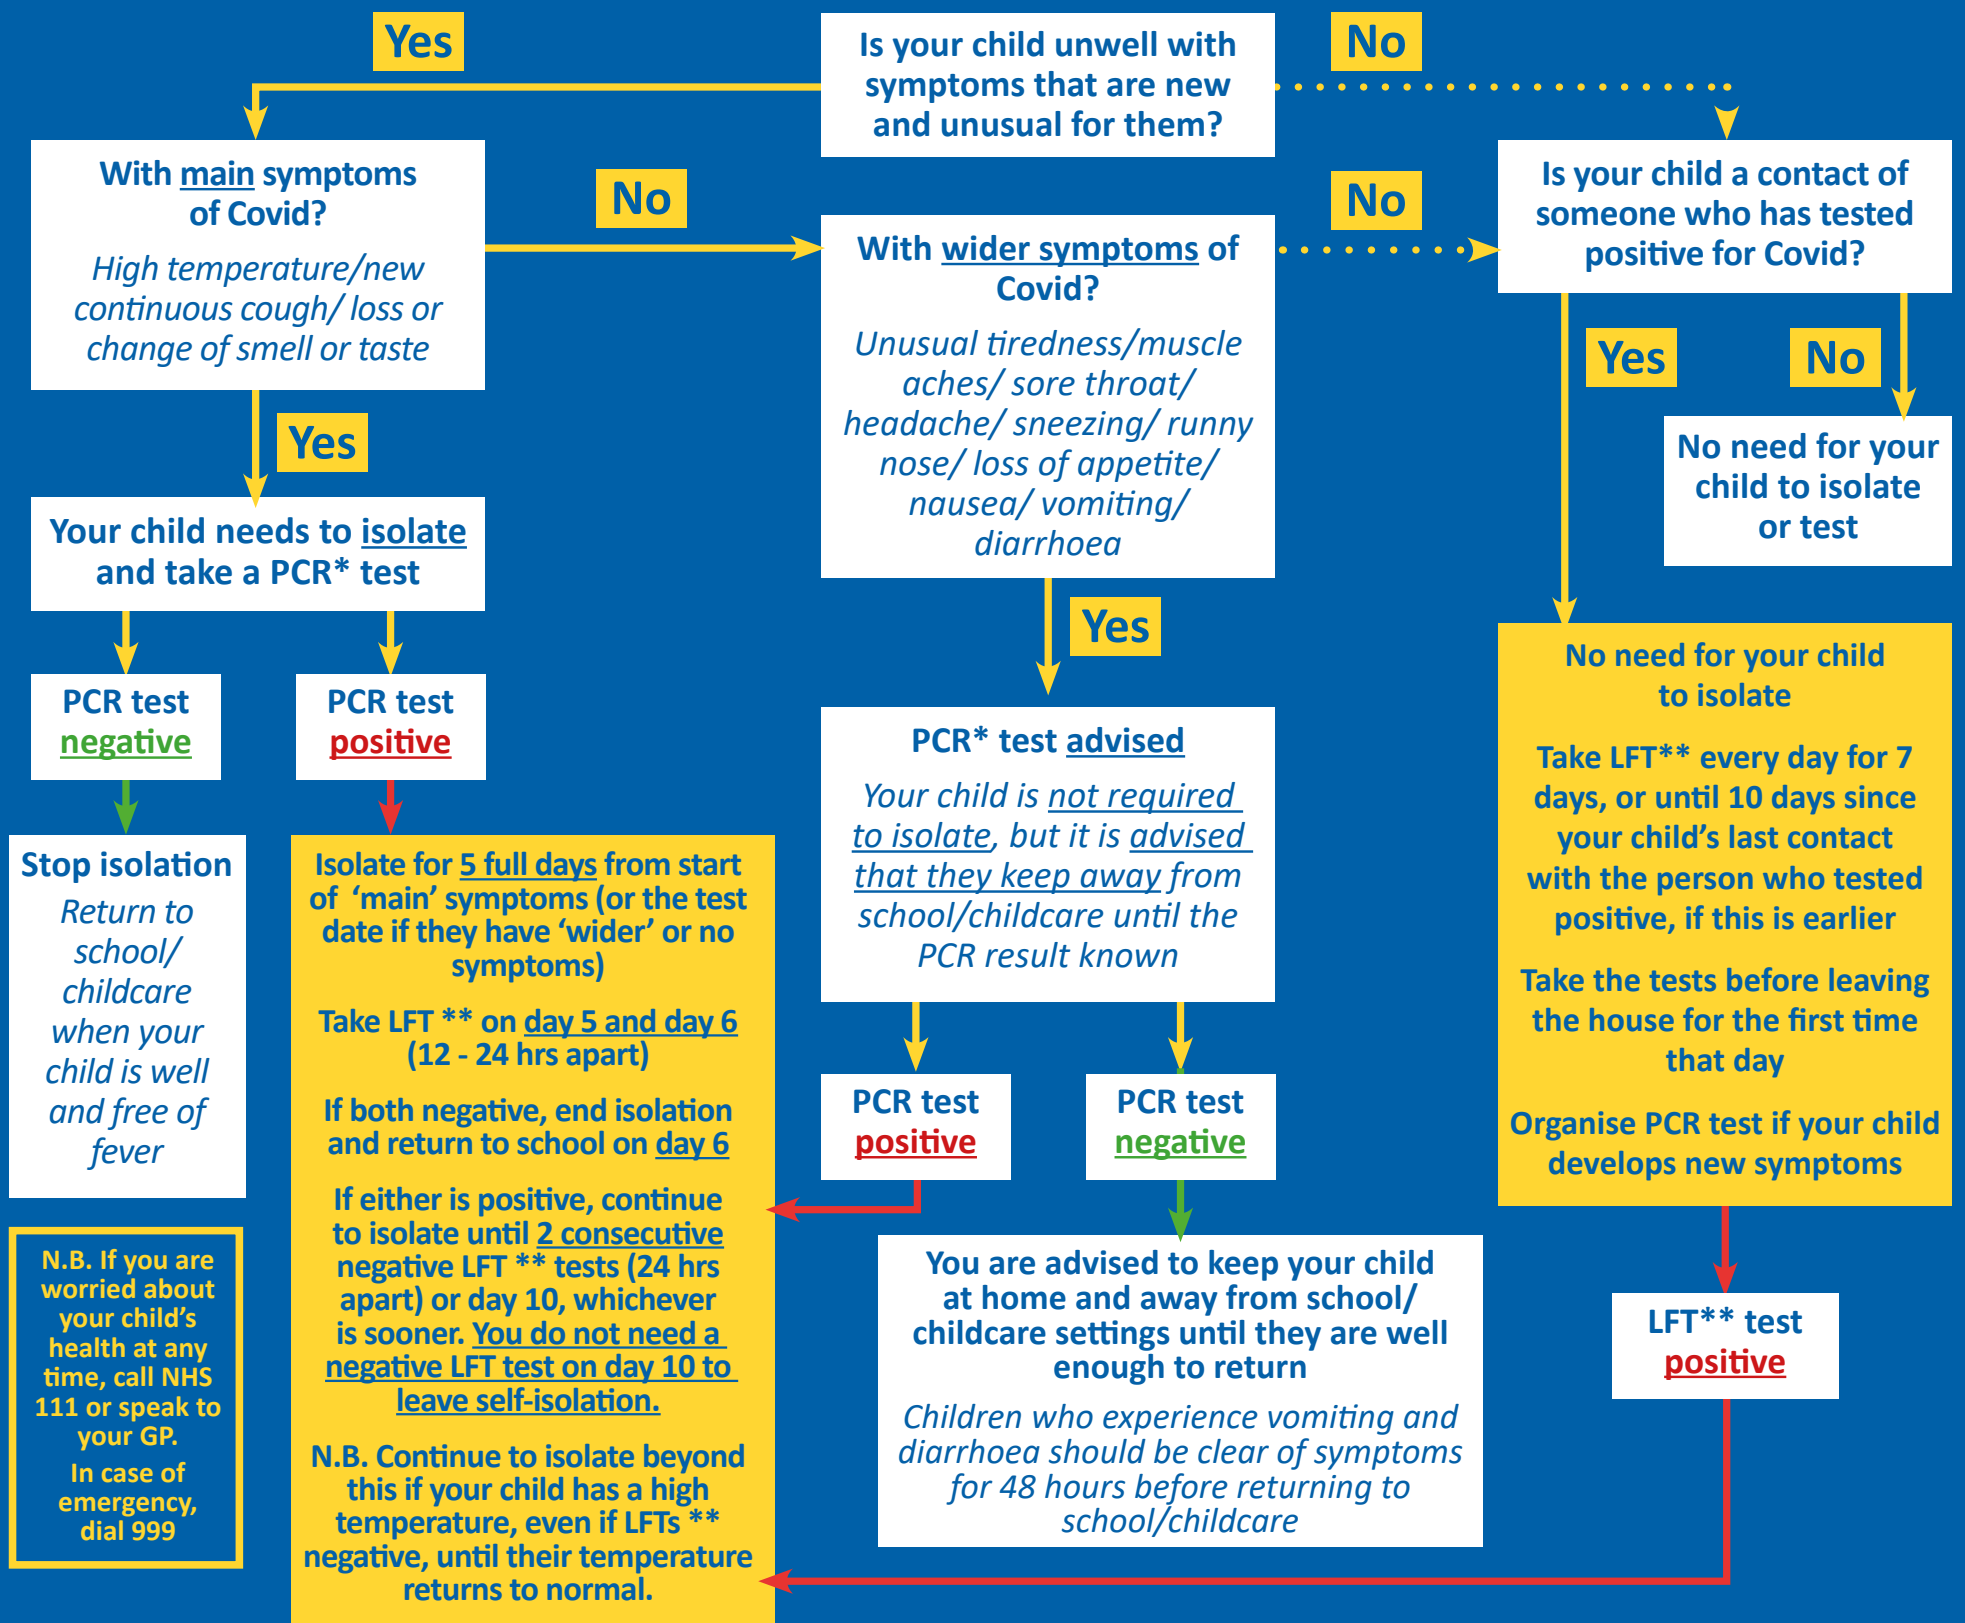 Yes
Is your child unwell with
symptoms that are new
and unusual for them?
No
With main symptoms
of Covid?
High temperature/new
continuous cough/ loss or
change of smell or taste
No
With wider symptoms of
Covid?
Unusual tiredness/muscle
aches/ sore throat/
headache/ sneezing/ runny
nose/ loss of appetite/
nausea/ vomiting/
diarrhoea
No
Is your child a contact of
someone who has tested
positive for Covid?
Yes
No
No need for your
child to isolate
or test
Yes
Your child needs to isolate
and take a PCR* test
PCR test
negative
PCR test
positive
Stop isolation
Return to
school/
childcare
when your
child is well
and free of
fever
Isolate for 5 full days from start
of ‘main’ symptoms (or the test
date if they have ‘wider’ or no
symptoms)
Take LFT ** on day 5 and day 6
(12 - 24 hrs apart)
If both negative, end isolation
and return to school on day 6
If either is positive, continue
to isolate until 2 consecutive
negative LFT ** tests (24 hrs
apart) or day 10, whichever
is sooner. You do not need a
negative LFT test on day 10 to
leave self-isolation.
N.B. Continue to isolate beyond
this if your child has a high
temperature, even if LFTs **
negative, until their temperature
returns to normal.
Yes
PCR* test advised
Your child is not required
to isolate, but it is advised
that they keep away from
school/childcare until the
PCR result known
PCR test
positive
PCR test
negative
You are advised to keep your child
at home and away from school/
childcare settings until they are well
enough to return
Children who experience vomiting and
diarrhoea should be clear of symptoms
for 48 hours before returning to
school/childcare
No need for your child
to isolate
Take LFT** every day for 7
days, or until 10 days since
your child’s last contact
with the person who tested
positive, if this is earlier
Take the tests before leaving
the house for the first time
that day
Organise PCR test if your child
develops new symptoms
LFT** test
positive
N.B. If you are
worried about
your child’s
health at any
time, call NHS
111 or speak to
your GP.
In case of
emergency,
dial 999